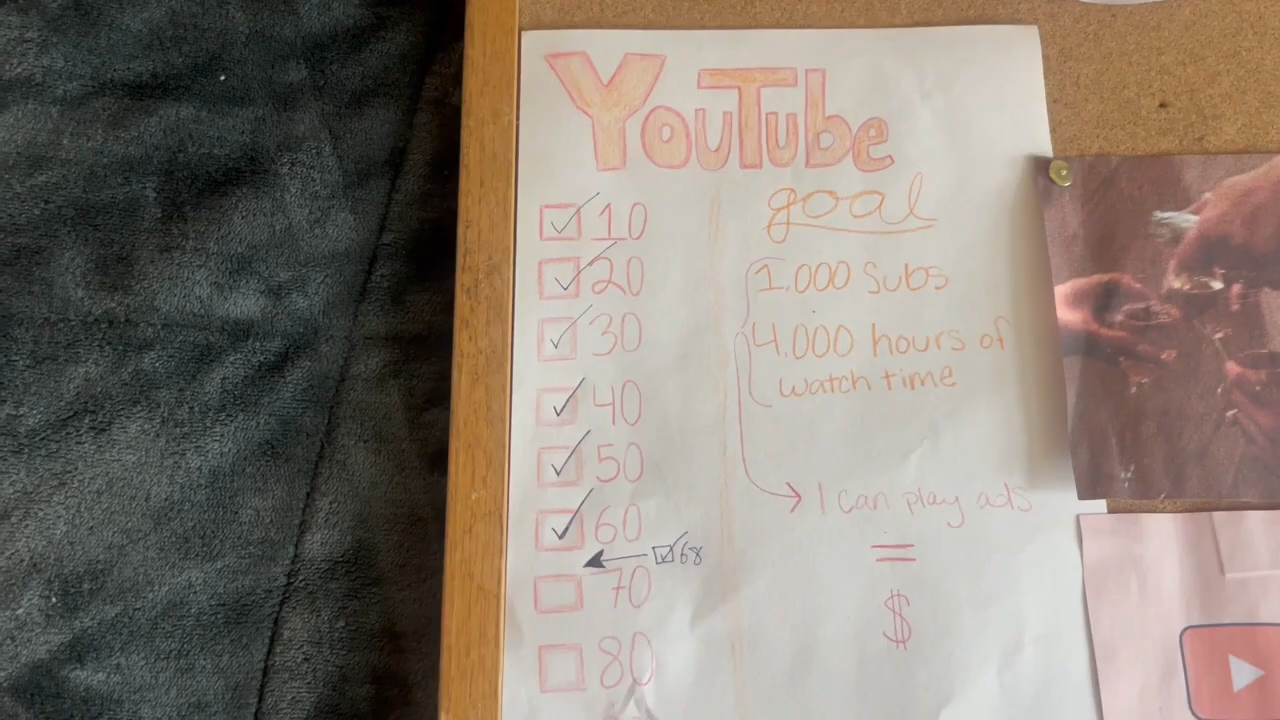 YouTube
goal
10
20
30
40
50
60
68
70
80
1.000 Subs
4.000 hours of
watch time
I can play ads
=
$